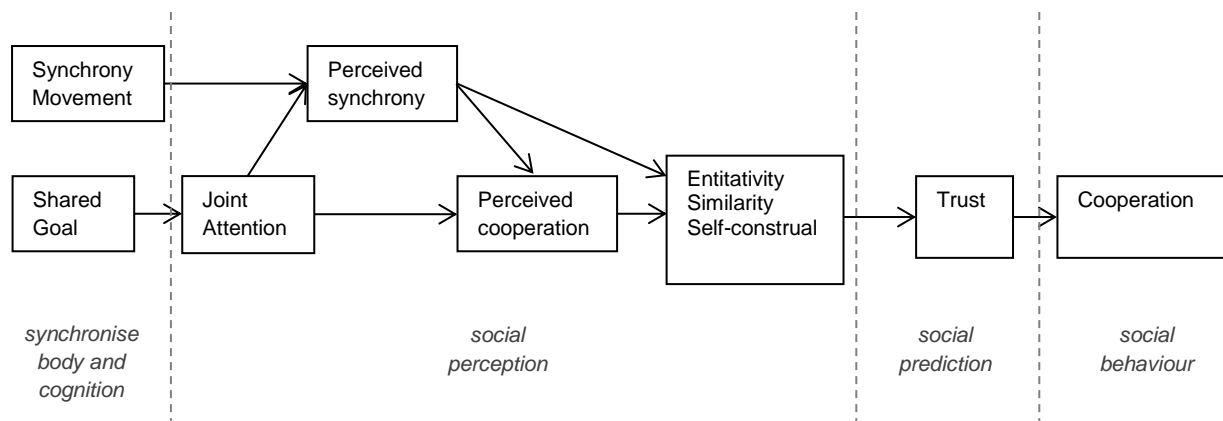 Synchrony
Movement
Perceived
synchrony
Shared
Goal
Joint
Attention
Perceived
cooperation
Entitativity
Similarity
Self-construal
Trust
Cooperation
synchronise
body and
cognition
social
perception
social
prediction
social
behaviour